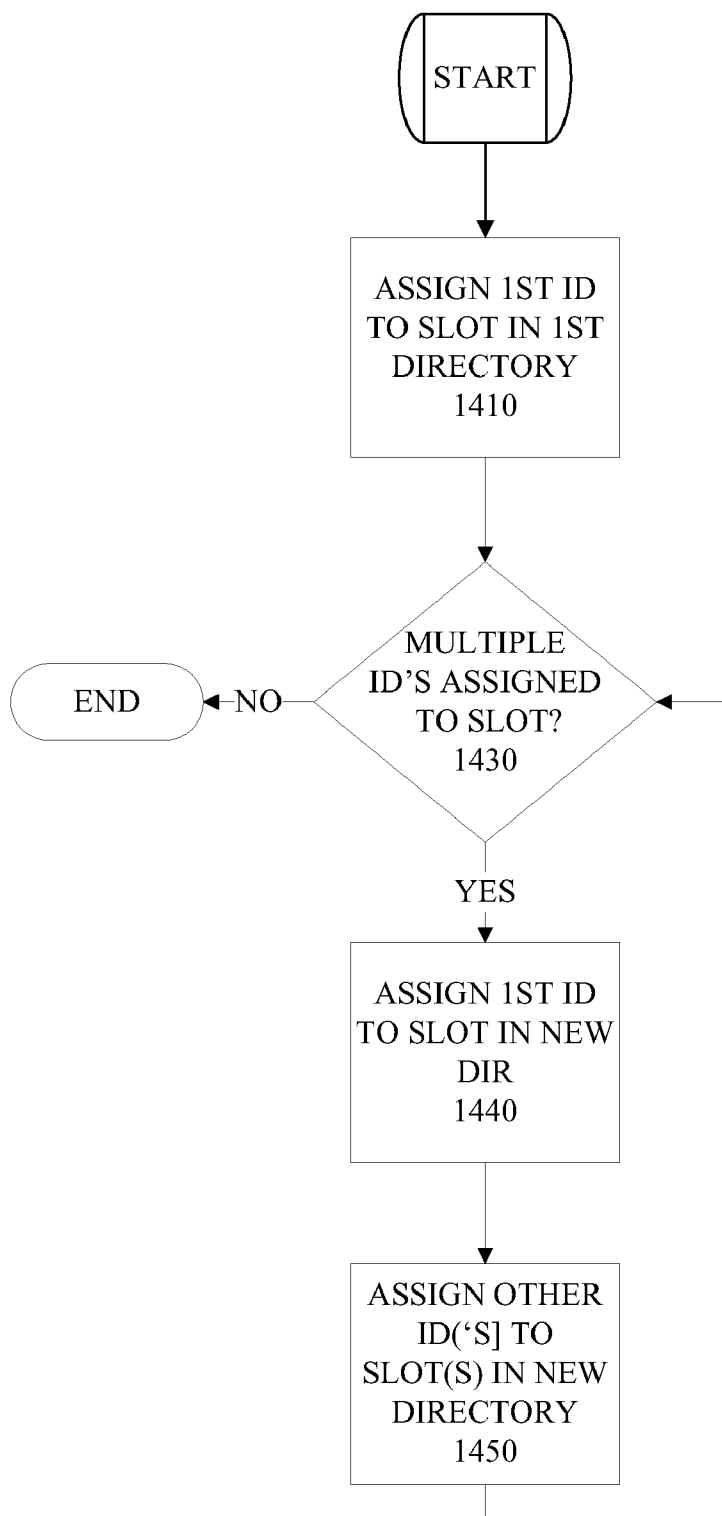 START
ASSIGN 1ST ID
TO SLOT IN 1ST
DIRECTORY
1410
MULTIPLE
ID’S ASSIGNED
TO SLOT?
1430
NO
END
YES
ASSIGN 1ST ID
TO SLOT IN NEW
DIR
1440
ASSIGN OTHER
ID(‘S] TO
SLOT(S) IN NEW
DIRECTORY
1450